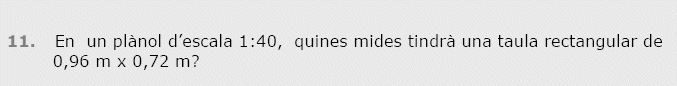 11. En un plànol d’escala 1:40, quines mides tindrà una taula rectangular de
0,96 m x 0,72 m?